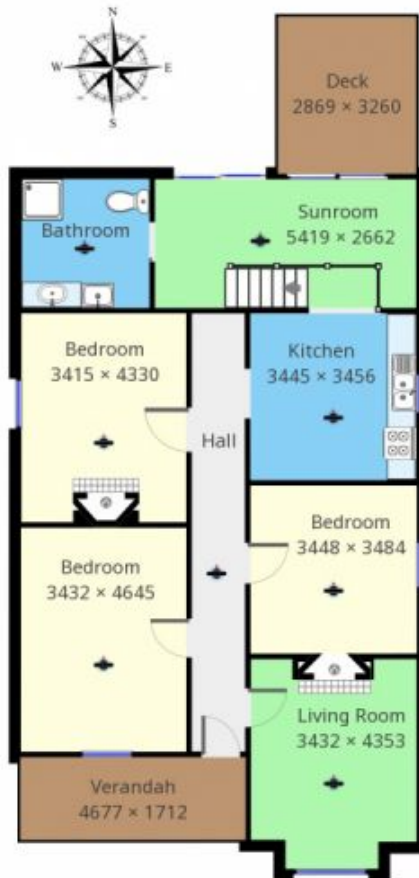 N
W
E
S
Deck
2869 × 3260
Bathroom
Sunroom
5419 × 2662
Bedroom
3415 × 4330
Kitchen
3445 × 3456
Hall
Bedroom
3448 × 3484
Bedroom
3432 × 4645
Living Room
3432 × 4353
Verandah
4677 × 1712